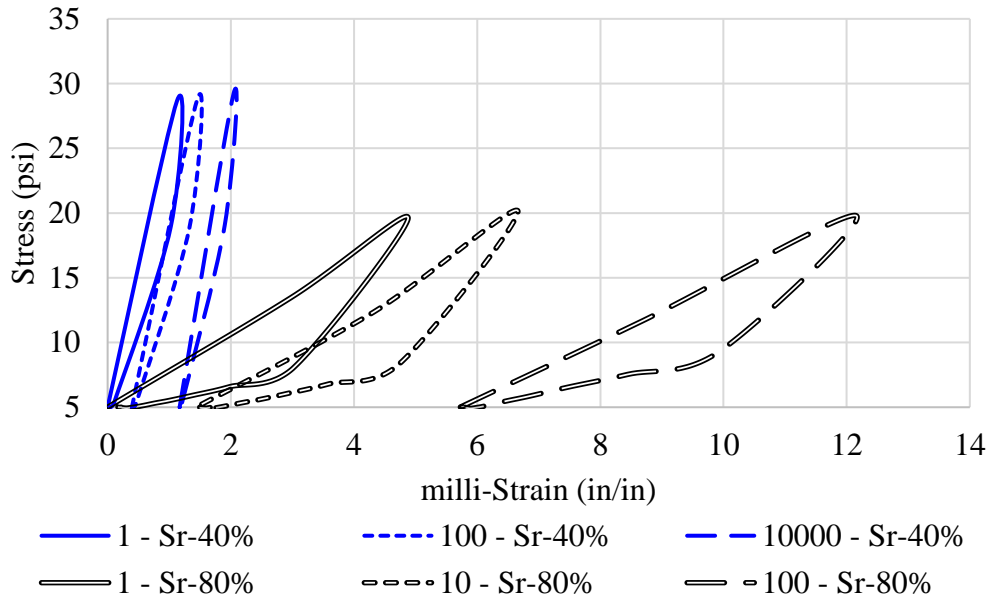 35
30
25
20
15
10
5
Stress (psi)
0 2 4 6 8 10 12 14
milli-Strain (in/in)
1 - Sr-40% 100 - Sr-40% 10000 - Sr-40%
1 - Sr-80% 10 - Sr-80% 100 - Sr-80%